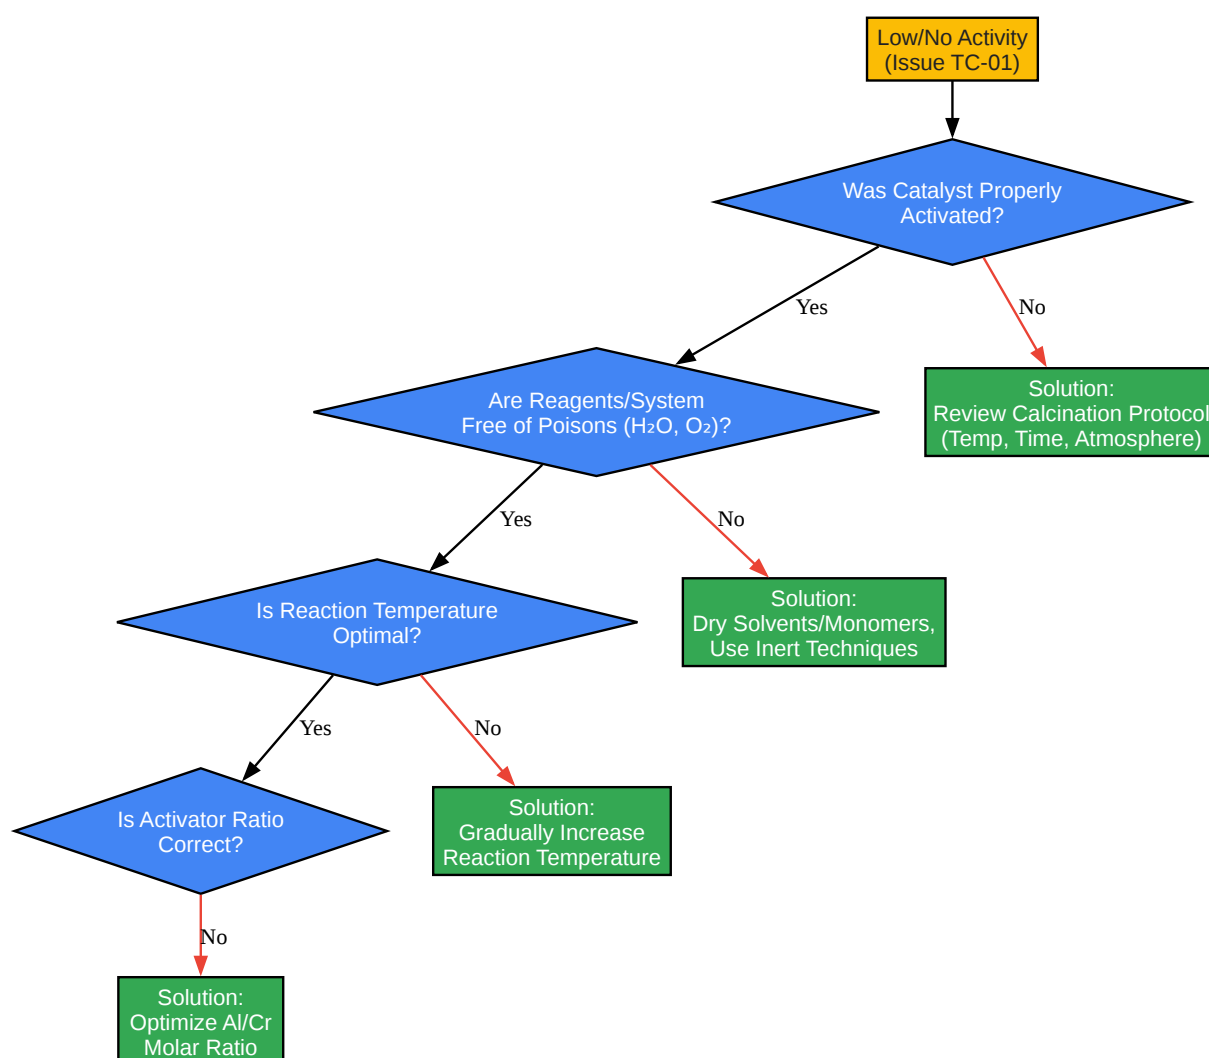 Low/No Activity
(Issue TC-01)
Was Catalyst Properly
Activated?
Yes
No
Are Reagents/System
Free of Poisons (H₂O, O₂)?
Solution:
Review Calcination Protocol
(Temp, Time, Atmosphere)
Yes
No
Is Reaction Temperature
Optimal?
Solution:
Dry Solvents/Monomers,
Use Inert Techniques
Yes
No
Is Activator Ratio
Correct?
Solution:
Gradually Increase
Reaction Temperature
No
Solution:
Optimize Al/Cr
Molar Ratio